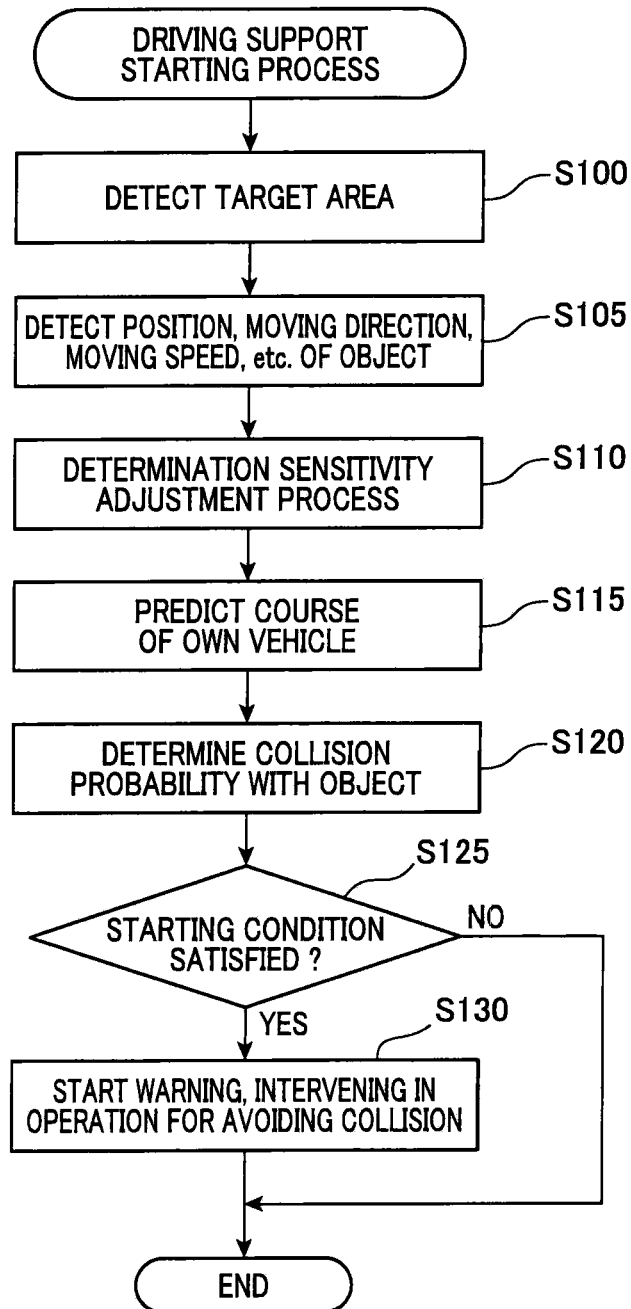 DRIVING SUPPORT
STARTING PROCESS
DETECT TARGET AREA
S100
DETECT POSITION, MOVING DIRECTION,
MOVING SPEED, etc. OF OBJECT
S105
DETERMINATION SENSITIVITY
ADJUSTMENT PROCESS
S110
PREDICT COURSE
OF OWN VEHICLE
S115
DETERMINE COLLISION
PROBABILITY WITH OBJECT
S120
S125
STARTING CONDITION
SATISFIED ?
NO
YES
S130
START WARNING, INTERVENING IN
OPERATION FOR AVOIDING COLLISION
END